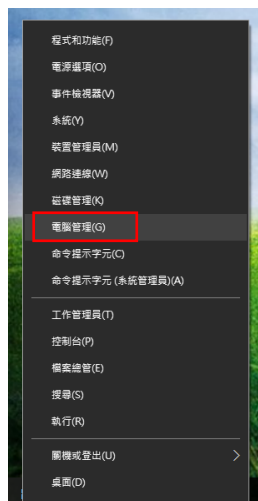 程式和功能(F)
電源選項(O)
事件檢視器(V)
系統(Y)
裝置管理員(M)
網路連線(W)
磁碟管理(K)
電腦管理(G)
命令提示字元(C)
命令提示字元 (系統管理員)(A)
工作管理員(T)
控制台(P)
檔案總管(E)
搜尋(S)
執行(R)
關機或登出(U)
桌面(D)